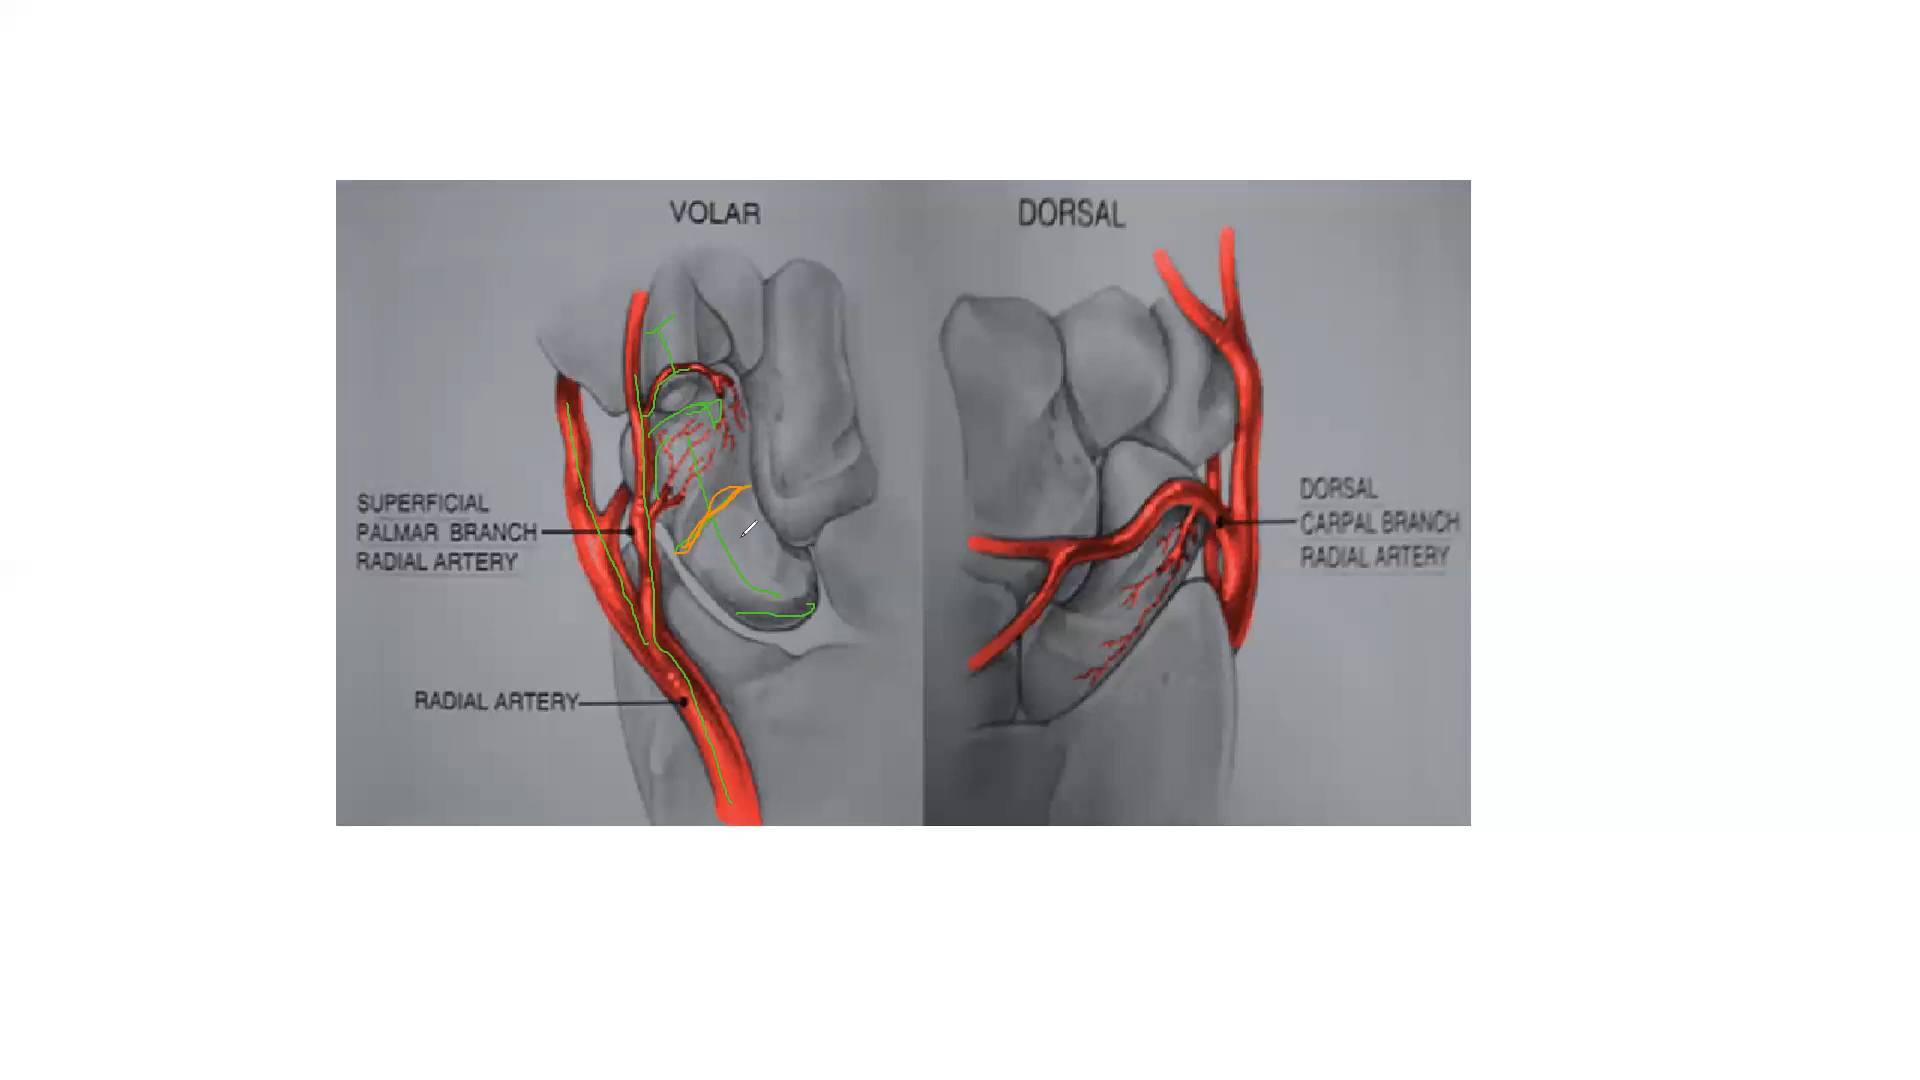 VOLAR
DORSAL
SUPERFICIAL
PALMAR BRANCH
RADIAL ARTERY
RADIAL ARTERY
DORSAL
CARPAL BRANCH
RADIAL ARTERY